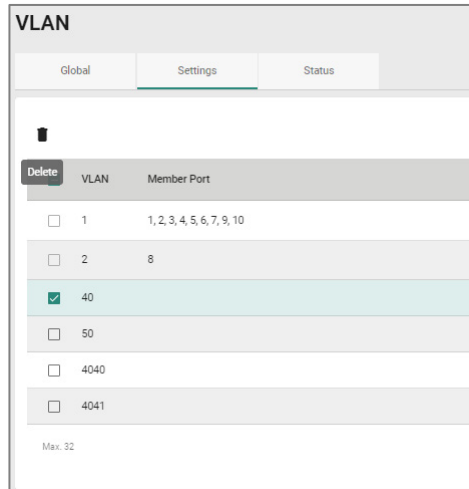 VLAN
Global Settings Status
Delete
VLAN Member Port
1 1, 2, 3, 4, 5, 6, 7, 9, 10
2 8
40
50
4040
4041
Max. 32